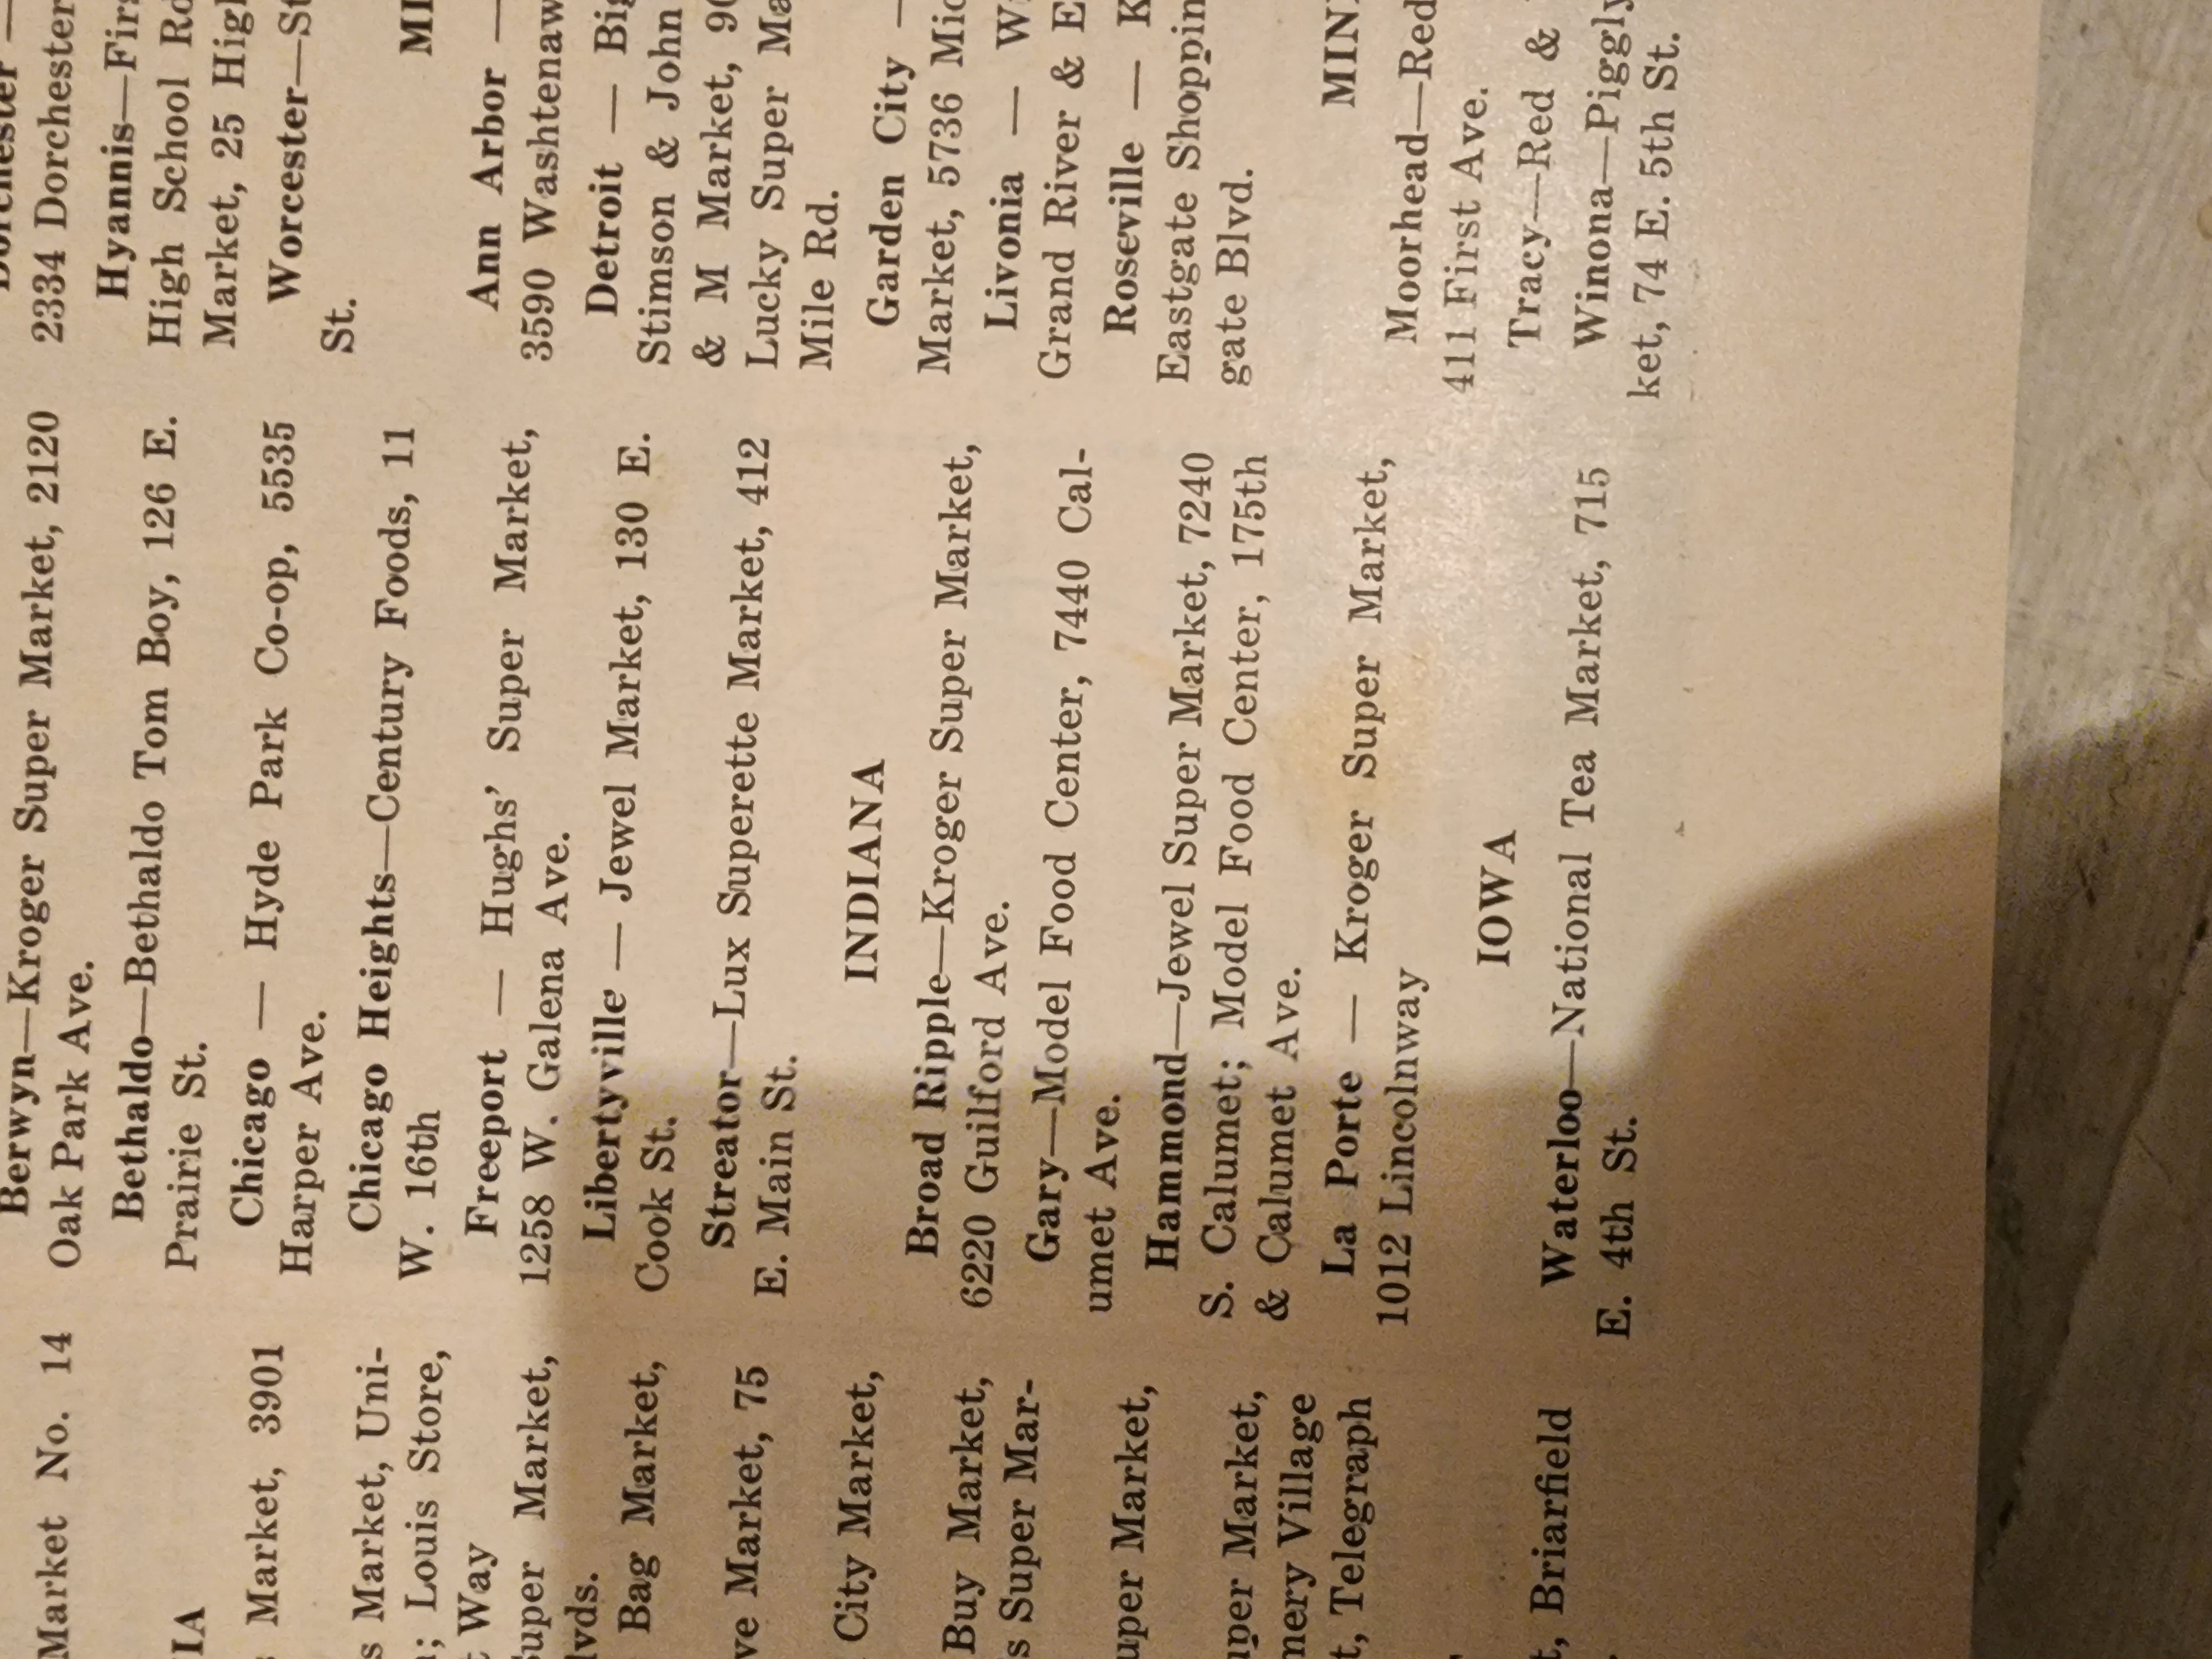 Market No. 14
IA
Market, 3901
s Market, Uni-
; Louis Store,
Way
uper Market,
lvds.
Bag Market,
ve Market, 75
City Market,
Buy Market,
s Super Mar-
uper Market,
uper Market,
mery Village
t, Telegraph
t, Briarfield
Berwyn—Kroger Super Market, 2120
Oak Park Ave.
Bethaldo—Bethaldo Tom Boy, 126 E.
Prairie St.
Chicago — Hyde Park Co-op, 5535
Harper Ave.
Chicago Heights—Century Foods, 11
W. 16th
Freeport — Hughs' Super Market,
1258 W. Galena Ave.
Libertyville — Jewel Market, 130 E.
Cook St.
Streator—Lux Superette Market, 412
E. Main St.
INDIANA
Broad Ripple—Kroger Super Market,
6220 Guilford Ave.
Gary—Model Food Center, 7440 Cal-
umet Ave.
Hammond—Jewel Super Market, 7240
S. Calumet; Model Food Center, 175th
& Calumet Ave.
La Porte — Kroger Super Market,
1012 Lincolnway
IOWA
Waterloo—National Tea Market, 715
E. 4th St.
Dorchester —
2334 Dorchester
Hyannis—Firs
High School Rd
Market, 25 High
Worcester—St
St.
MI
Ann Arbor —
3590 Washtenaw
Detroit — Big
Stimson & John
& M Market, 90
Lucky Super Ma
Mile Rd.
Garden City —
Market, 5736 Mic
Livonia — W
Grand River & E
Roseville — K
Eastgate Shoppin
gate Blvd.
MIN
Moorhead—Red
411 First Ave.
Tracy—Red &
Winona—Piggly
ket, 74 E. 5th St.